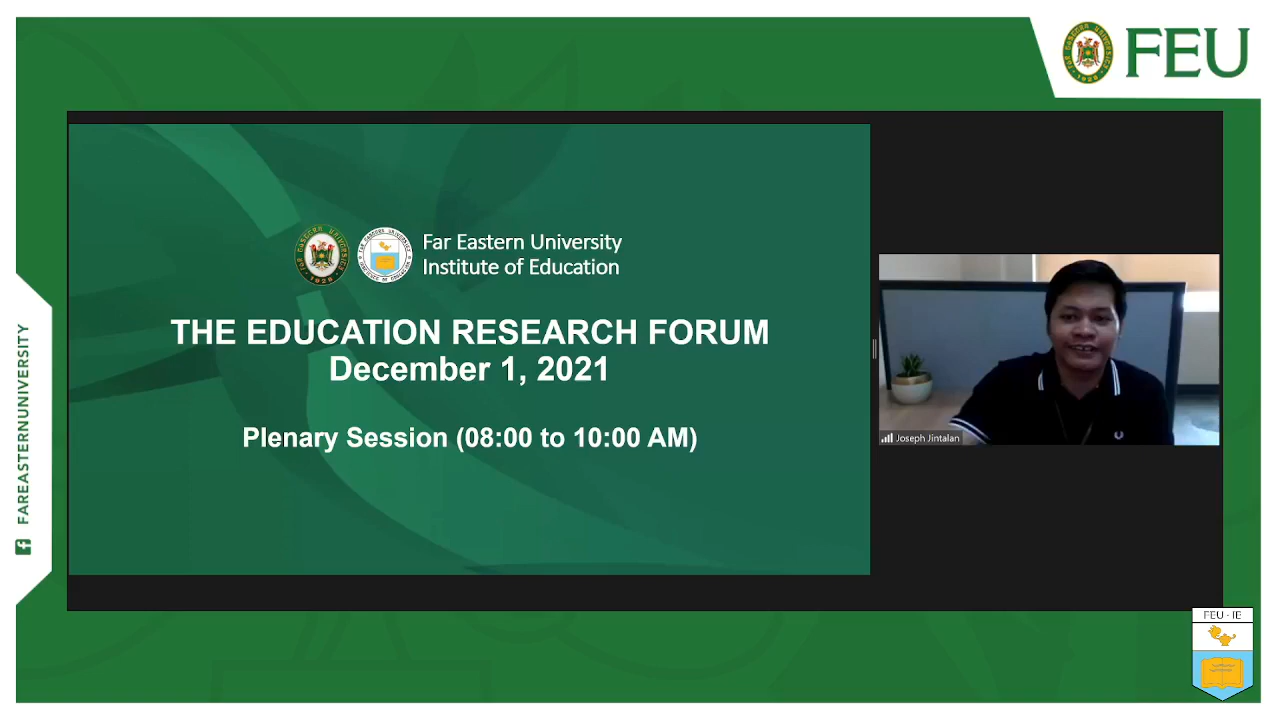 FEU
Far Eastern University
Institute of Education
THE EDUCATION RESEARCH FORUM
December 1, 2021
Plenary Session (08:00 to 10:00 AM)
Joseph Jintalan
FAREASTERNUNIVERSITY
FEU - IE